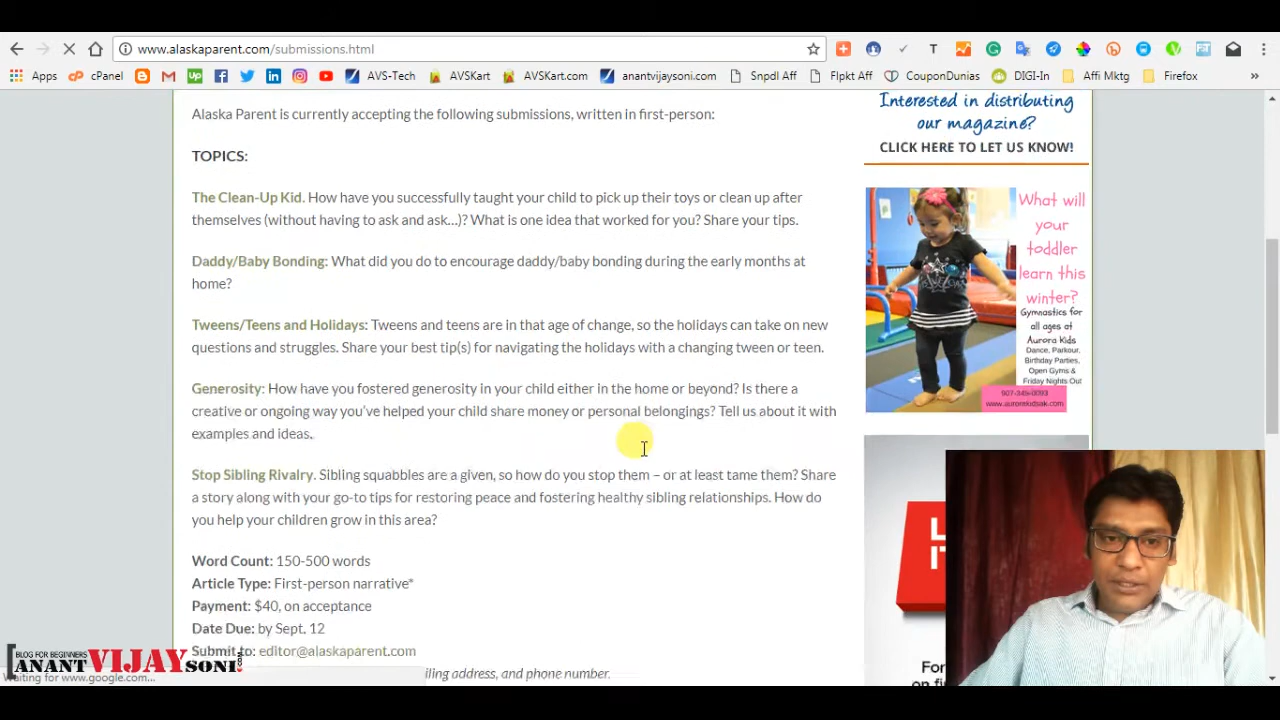 www.alaskaparent.com/submissions.html
Apps cPanel Up AVS-Tech AVSKart AVSKart.com anantvijaysoni.com Snpdl Aff Flpkt Aff CouponDunias DIGI-In Affi Mktg Firefox »
Alaska Parent is currently accepting the following submissions, written in first-person:
TOPICS:
The Clean-Up Kid. How have you successfully taught your child to pick up their toys or clean up after
themselves (without having to ask and ask…)? What is one idea that worked for you? Share your tips.
Daddy/Baby Bonding: What did you do to encourage daddy/baby bonding during the early months at
home?
Tweens/Teens and Holidays: Tweens and teens are in that age of change, so the holidays can take on new
questions and struggles. Share your best tip(s) for navigating the holidays with a changing tween or teen.
Generosity: How have you fostered generosity in your child either in the home or beyond? Is there a
creative or ongoing way you've helped your child share money or personal belongings? Tell us about it with
examples and ideas.
Stop Sibling Rivalry. Sibling squabbles are a given, so how do you stop them – or at least tame them? Share
a story along with your go-to tips for restoring peace and fostering healthy sibling relationships. How do
you help your children grow in this area?
Word Count: 150-500 words
Article Type: First-person narrative*
Payment: $40, on acceptance
Date Due: by Sept. 12
Submit to: editor@alaskaparent.com
iling address, and phone number.
Interested in distributing
our magazine?
CLICK HERE TO LET US KNOW!
What will
your
toddler
learn this
winter?
Gymnastics for
all ages at
Aurora Kids
Dance, Parkour,
Birthday Parties,
Open Gyms &
Friday Nights Out
BLOG FOR BEGINNERS
[ANANTVIJAYSONI.COM]
Waiting for www.google.com...